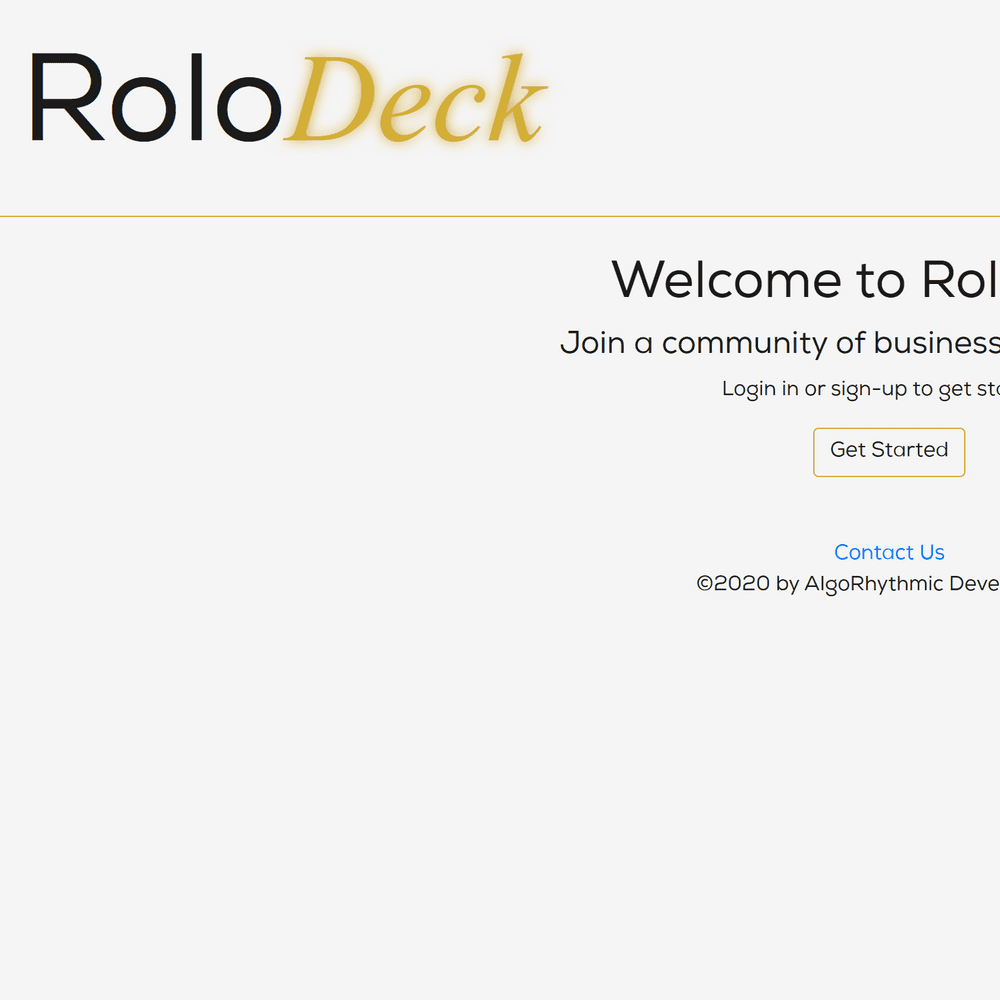 RoloDeck
Welcome to Rol
Join a community of business
Login in or sign-up to get
Get Started
Contact Us
©2020 by AlgoRhythmic Deve